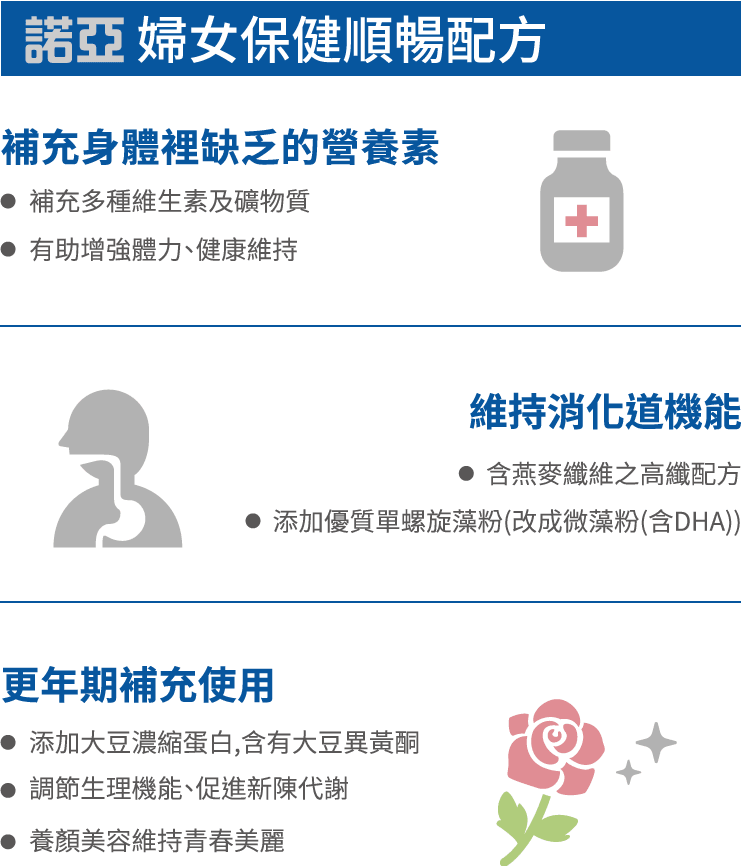 諾亞 婦女保健順暢配方
補充身體裡缺乏的營養素
● 補充多種維生素及礦物質
● 有助增強體力、健康維持
維持消化道機能
● 含燕麥纖維之高纖配方
● 添加優質單螺旋藻粉(改成微藻粉(含DHA))
更年期補充使用
● 添加大豆濃縮蛋白,含有大豆異黃酮
● 調節生理機能、促進新陳代謝
● 養顏美容維持青春美麗